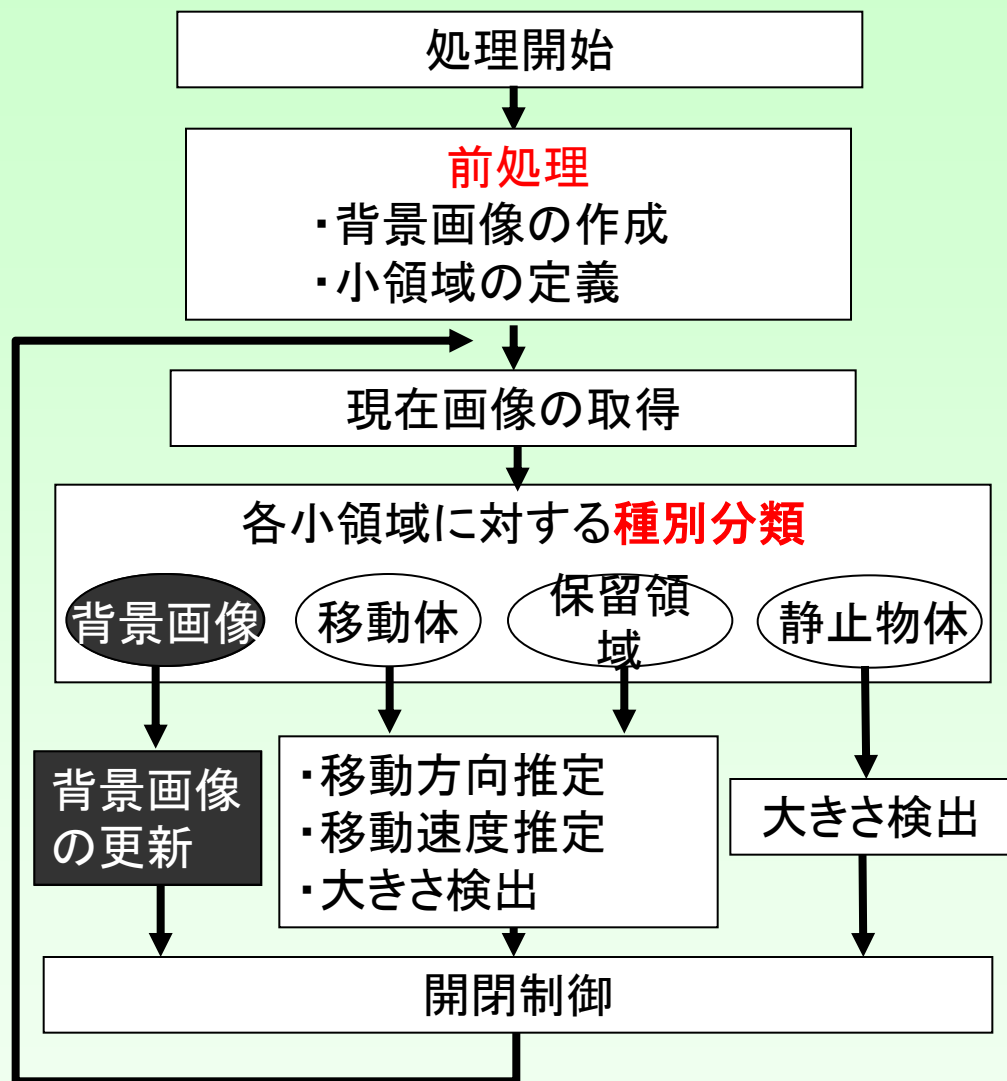 処理開始
前処理
・背景画像の作成
・小領域の定義
現在画像の取得
各小領域に対する種別分類
背景画像
移動体
保留領
域
静止物体
背景画像
の更新
・移動方向推定
・移動速度推定
・大きさ検出
大きさ検出
開閉制御